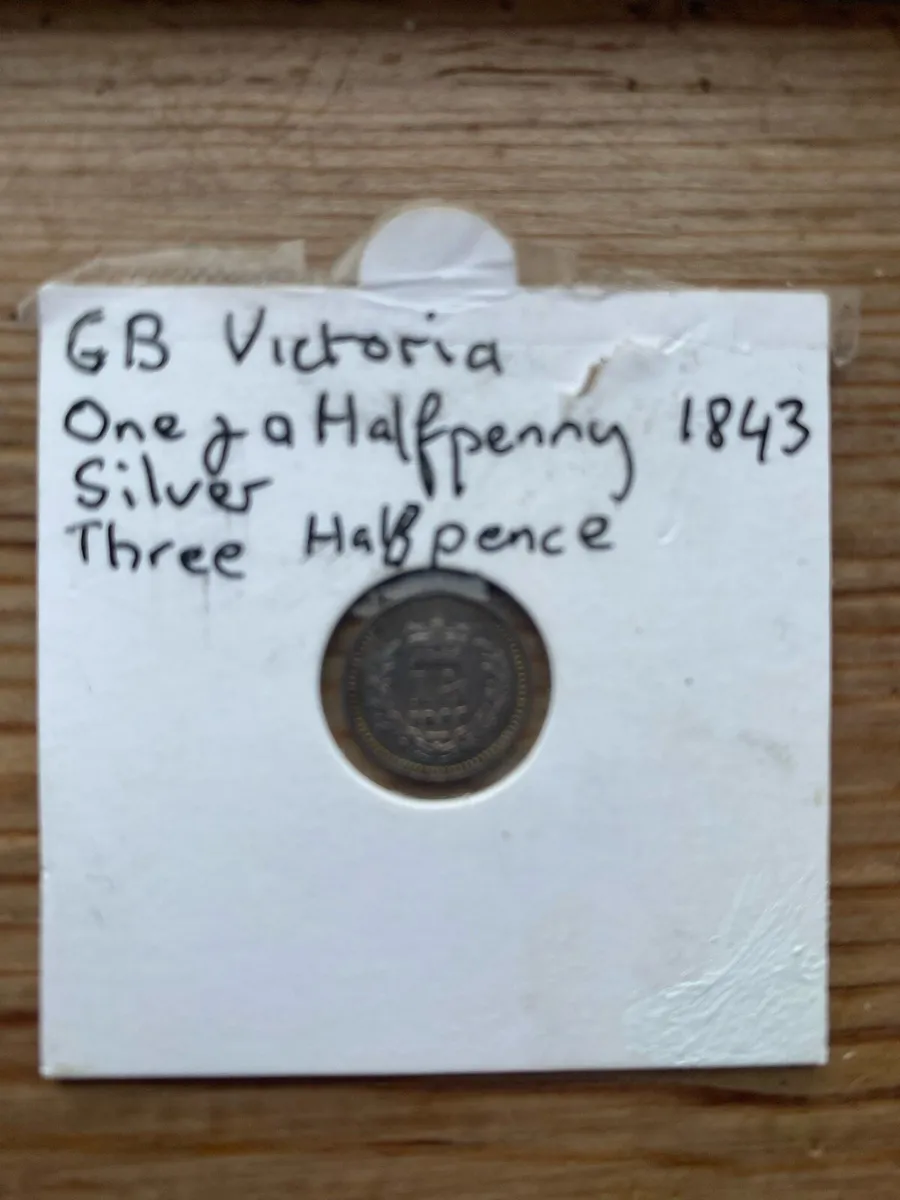 GB Victoria
One & a Halfpenny 1843
Silver
Three Halfpence